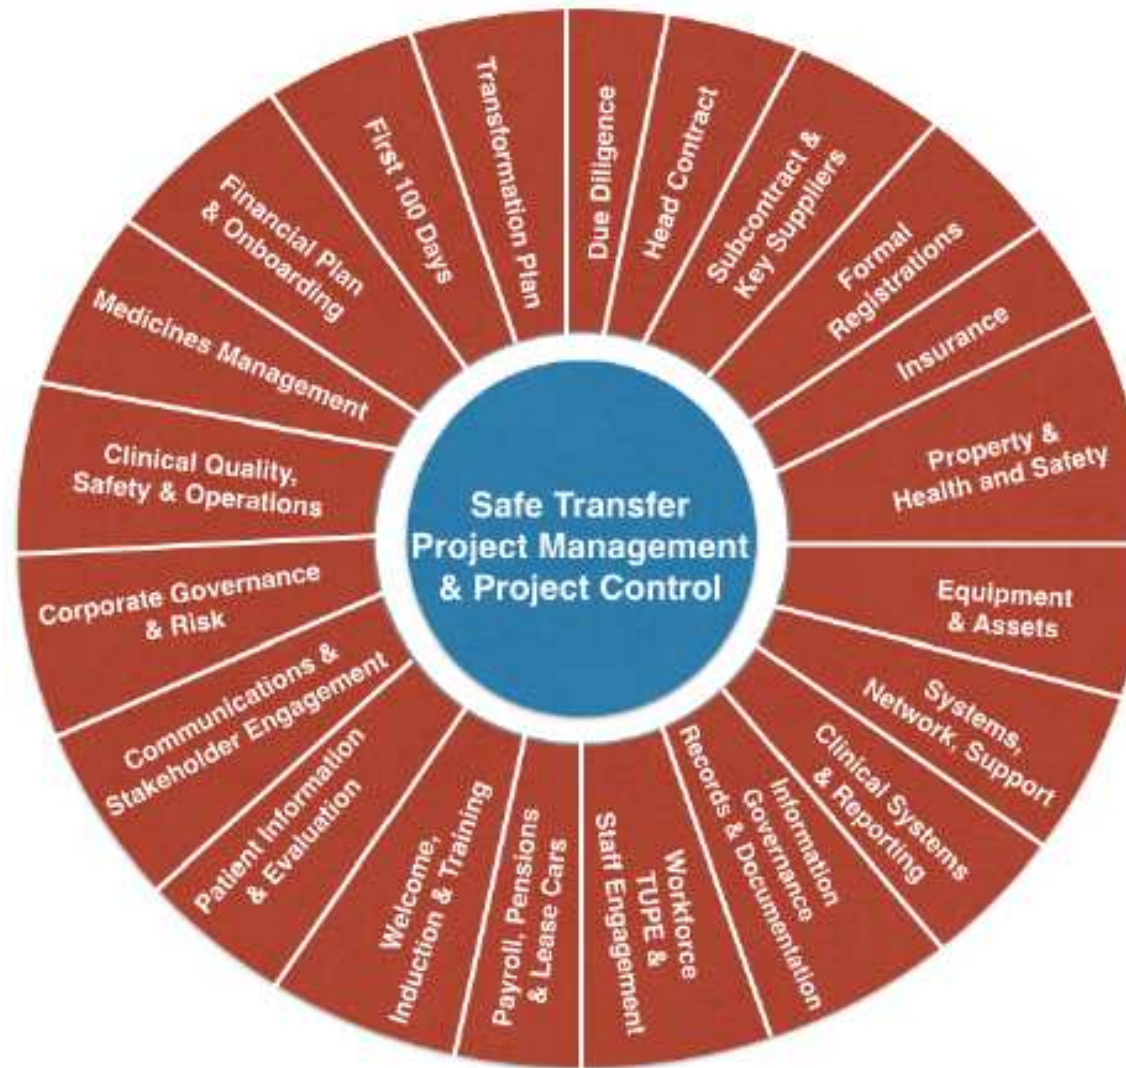 Due Diligence
Head Contract
Subcontract &
Key Suppliers
Formal
Registrations
Insurance
Property &
Health and Safety
Equipment
& Assets
Systems,
Network, Support
Clinical Systems
& Reporting
Information
Governance
Records & Documentation
Workforce
TUPE &
Staff Engagement
Payroll, Pensions
& Lease Cars
Welcome,
Induction & Training
Patient Information
& Evaluation
Communications &
Stakeholder Engagement
Corporate Governance
& Risk
Clinical Quality,
Safety & Operations
Medicines Management
Financial Plan
& Onboarding
First 100 Days
Transformation Plan
Safe Transfer
Project Management
& Project Control